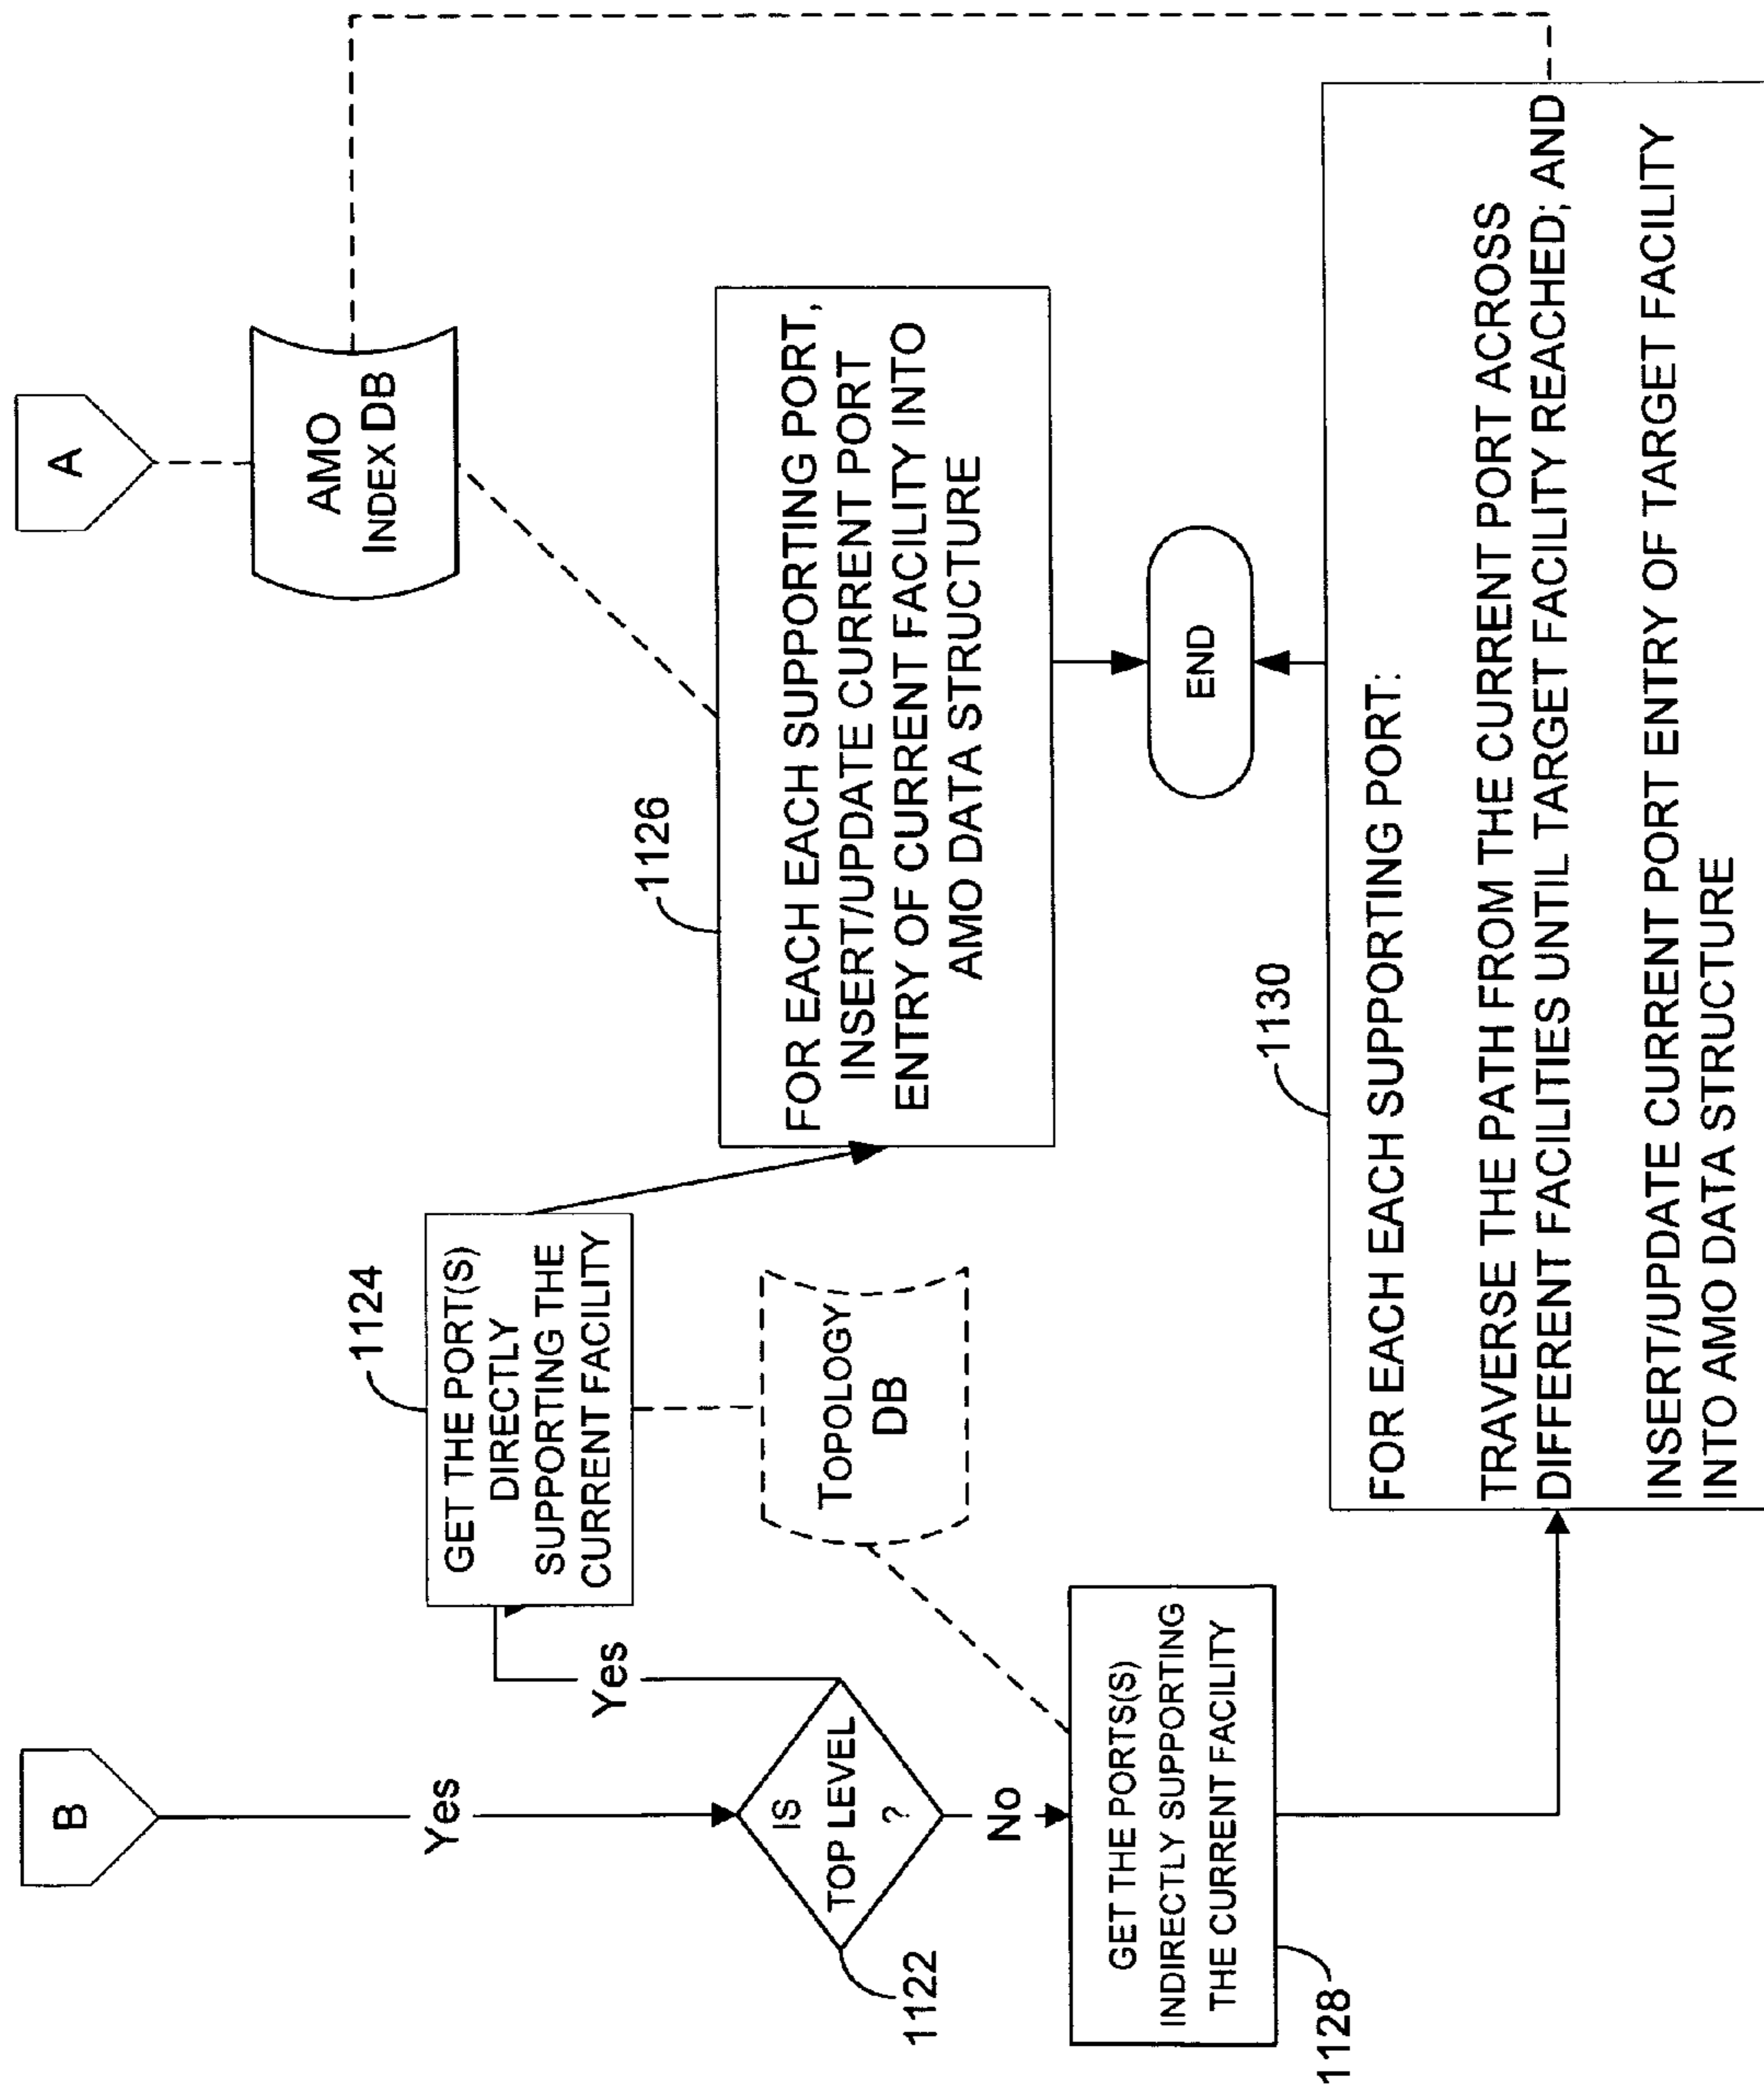 B
A
Yes
AMO
INDEX DB
1122
IS
TOP LEVEL
?
Yes
1124
GET THE PORT(S)
DIRECTLY
SUPPORTING THE
CURRENT FACILITY
1126
FOR EACH EACH SUPPORTING PORT,
INSERT/UPDATE CURRENT PORT
ENTRY OF CURRENT FACILITY INTO
AMO DATA STRUCTURE
TOPOLOGY
DB
No
1128
GET THE PORTS(S)
INDIRECTLY SUPPORTING
THE CURRENT FACILITY
END
1130
FOR EACH EACH SUPPORTING PORT:
TRAVERSE THE PATH FROM THE CURRENT PORT ACROSS
DIFFERENT FACILITIES UNTIL TARGET FACILITY REACHED; AND
INSERT/UPDATE CURRENT PORT ENTRY OF TARGET FACILITY
INTO AMO DATA STRUCTURE